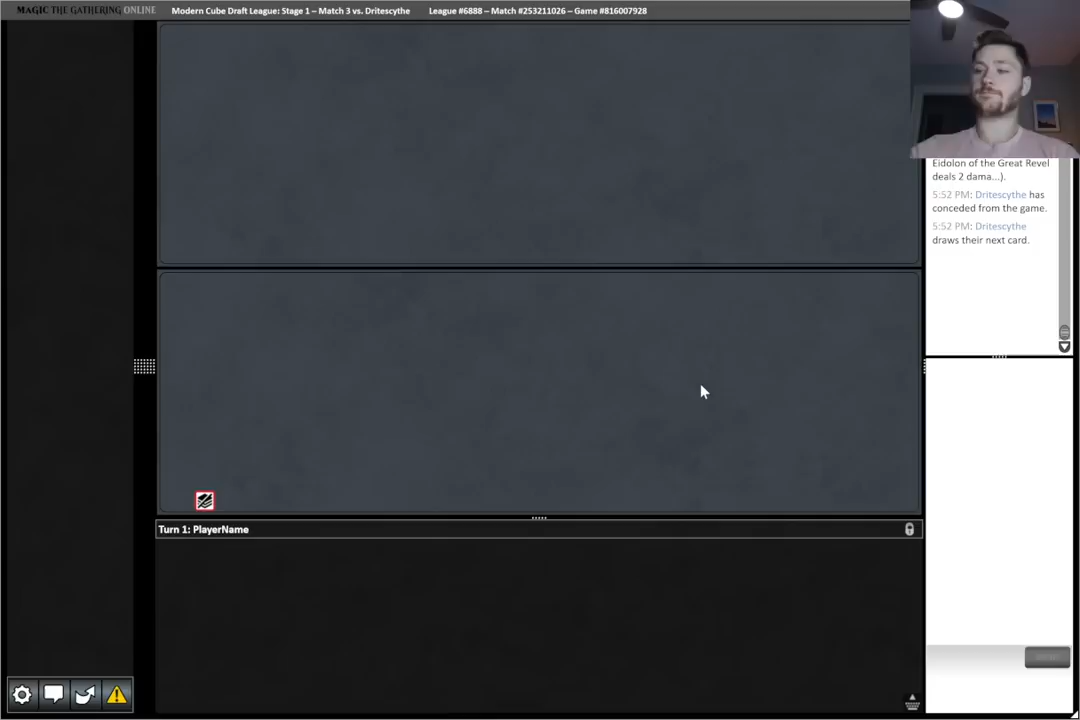 MAGIC THE GATHERING ONLINE
Modern Cube Draft League: Stage 1 – Match 3 vs. Dritescythe
League #6888 – Match #253211026 – Game #816007928
Eidolon of the Great Revel
deals 2 dama...).
5:52 PM: Dritescythe has
conceded from the game.
5:52 PM: Dritescythe
draws their next card.
Turn 1: PlayerName